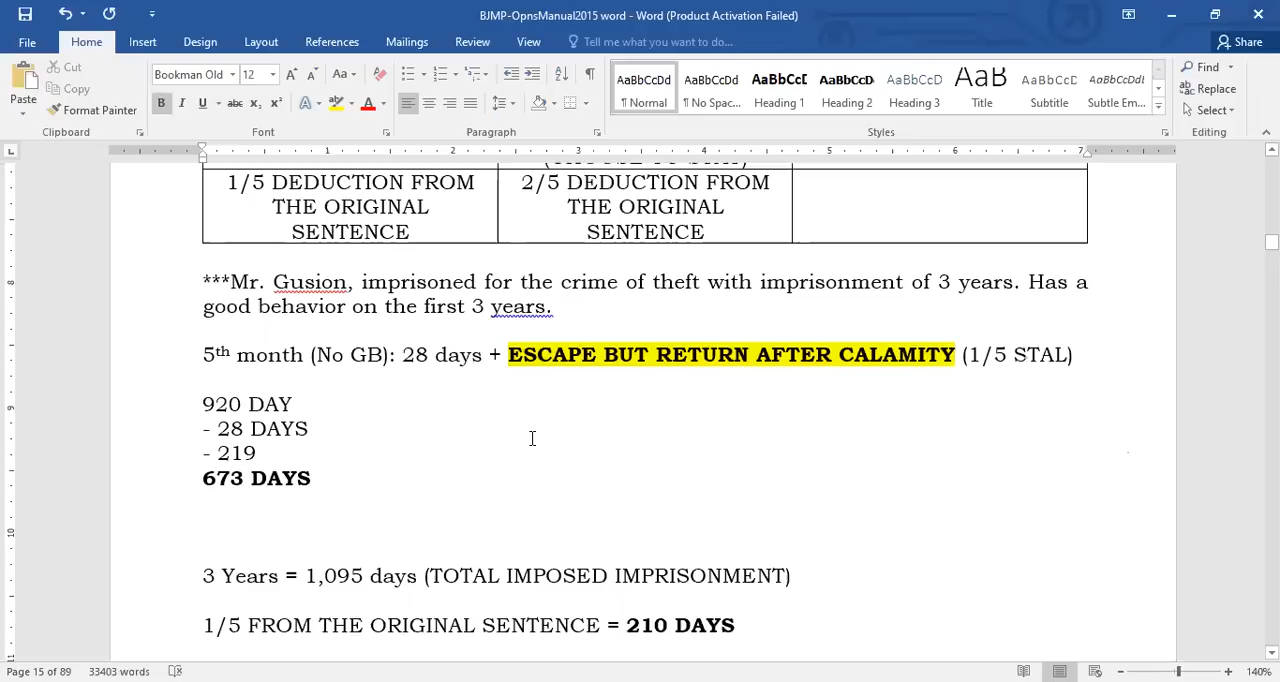 BJMP-OpnsManual2015 word - Word (Product Activation Failed)
File Home Insert Design Layout References Mailings Review View Tell me what you want to do... Share
Paste
Cut
Copy
Format Painter
Clipboard
Bookman Old 12
Font
Paragraph
AaBbCcDd AaBbCcDd AaBbCcD AaBbCcDd AaBbCcDd AaB AaBbCcD AaBbCcDdl
¶ Normal ¶ No Spac... Heading 1 Heading 2 Heading 3 Title Subtitle Subtle Em...
Styles
Find
Replace
Select
Editing
1/5 DEDUCTION FROM THE ORIGINAL SENTENCE
2/5 DEDUCTION FROM THE ORIGINAL SENTENCE
***Mr. Gusion, imprisoned for the crime of theft with imprisonment of 3 years. Has a
good behavior on the first 3 years.
5th month (No GB): 28 days + ESCAPE BUT RETURN AFTER CALAMITY (1/5 STAL)
920 DAY
- 28 DAYS
- 219
673 DAYS
3 Years = 1,095 days (TOTAL IMPOSED IMPRISONMENT)
1/5 FROM THE ORIGINAL SENTENCE = 210 DAYS
Page 15 of 89 33403 words 140%